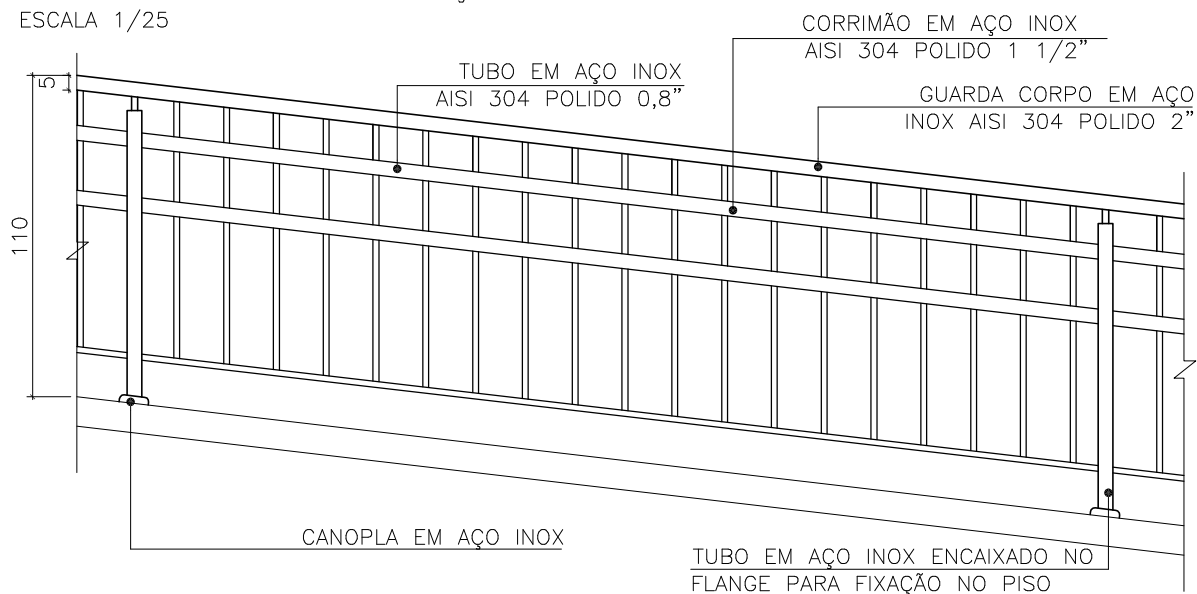 ESCALA 1/25
CORRIMÃO EM AÇO INOX
AISI 304 POLIDO 1 1/2”
TUBO EM AÇO INOX
AISI 304 POLIDO 0,8”
GUARDA CORPO EM AÇO
INOX AISI 304 POLIDO 2”
5
110
CANOPLA EM AÇO INOX
TUBO EM AÇO INOX ENCAIXADO NO
FLANGE PARA FIXAÇÃO NO PISO